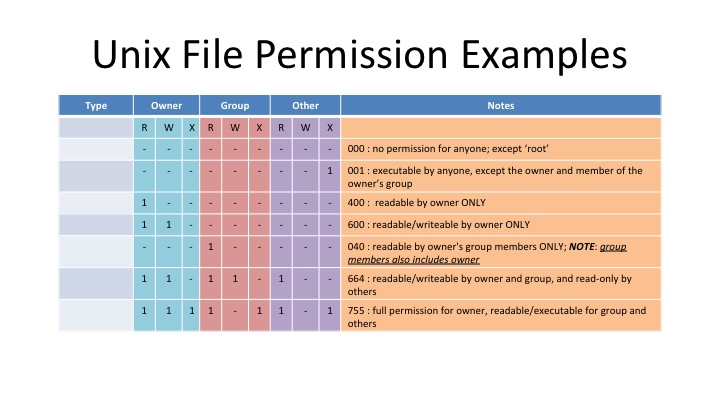 Unix File Permission Examples
Type Owner Group Other Notes
R W X R W X R W X
- - - - - - - - - 000 : no permission for anyone; except ‘root’
- - - - - - - - 1 001 : executable by anyone, except the owner and member of the
owner’s group
1 - - - - - - - - 400 :  readable by owner ONLY
1 1 - - - - - - - 600 : readable/writeable by owner ONLY
- - - 1 - - - - - 040 : readable by owner's group members ONLY; NOTE: group
members also includes owner
1 1 - 1 1 - 1 - - 664 : readable/writeable by owner and group, and read-only by
others
1 1 1 1 - 1 1 - 1 755 : full permission for owner, readable/executable for group and
others